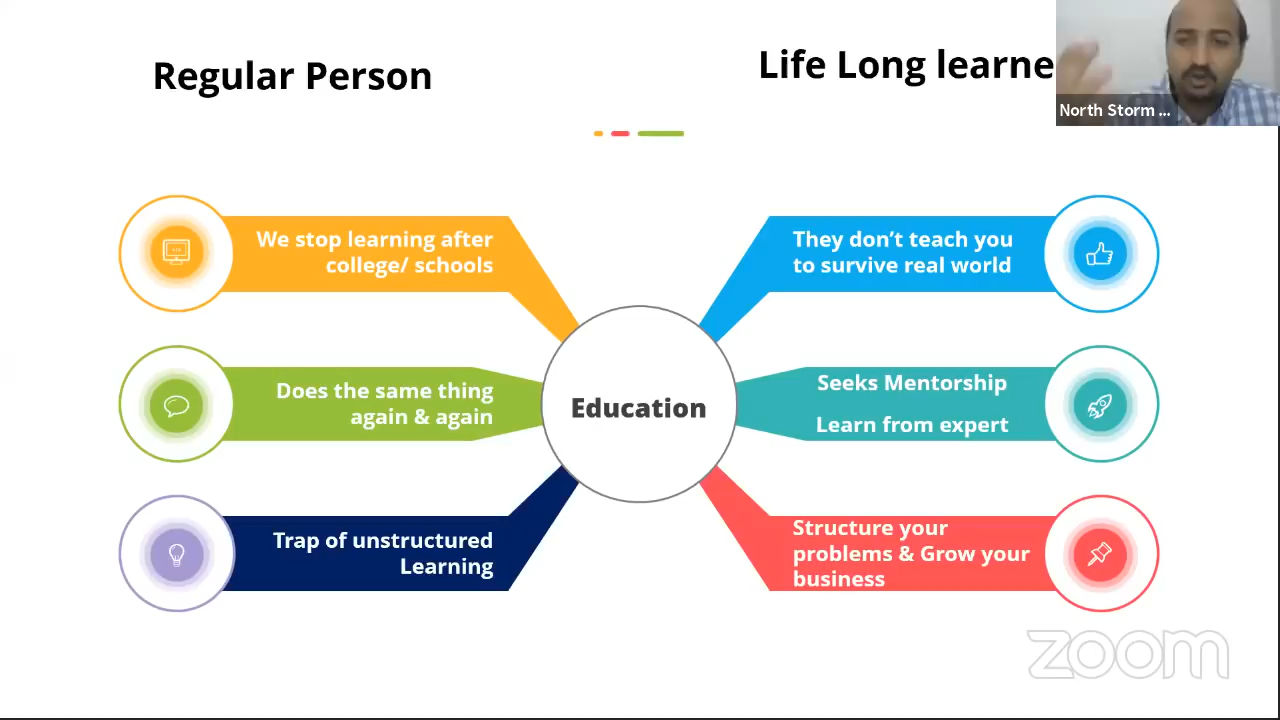 Regular Person
Life Long learne
North Storm ...
We stop learning after
college/ schools
They don’t teach you
to survive real world
Does the same thing
again & again
Education
Seeks Mentorship
Learn from expert
Trap of unstructured
Learning
Structure your
problems & Grow your
business
zoom